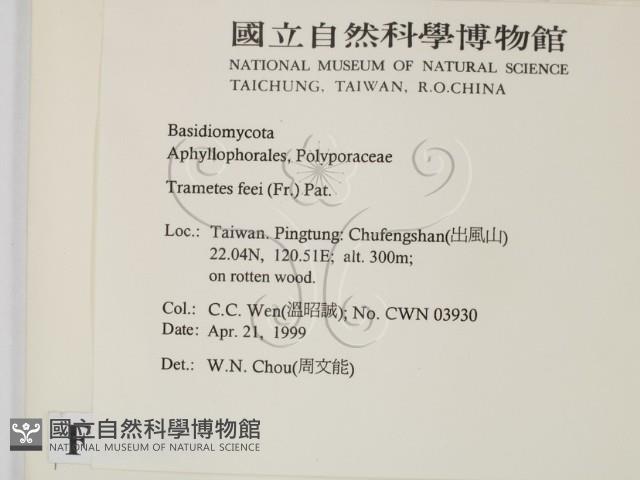 國立自然科學博物館
NATIONAL MUSEUM OF NATURAL SCIENCE
TAICHUNG, TAIWAN, R.O.CHINA
Basidiomycota
Aphyllophorales, Polyporaceae
Trametes feei (Fr.) Pat.
Loc.: Taiwan. Pingtung: Chufengshan(出風山)
22.04N, 120.51E; alt. 300m;
on rotten wood.
Col.: C.C. Wen(溫昭誠); No. CWN 03930
Date: Apr. 21, 1999
Det.: W.N. Chou(周文能)
F
國立自然科學博物館
NATIONAL MUSEUM OF NATURAL SCIENCE